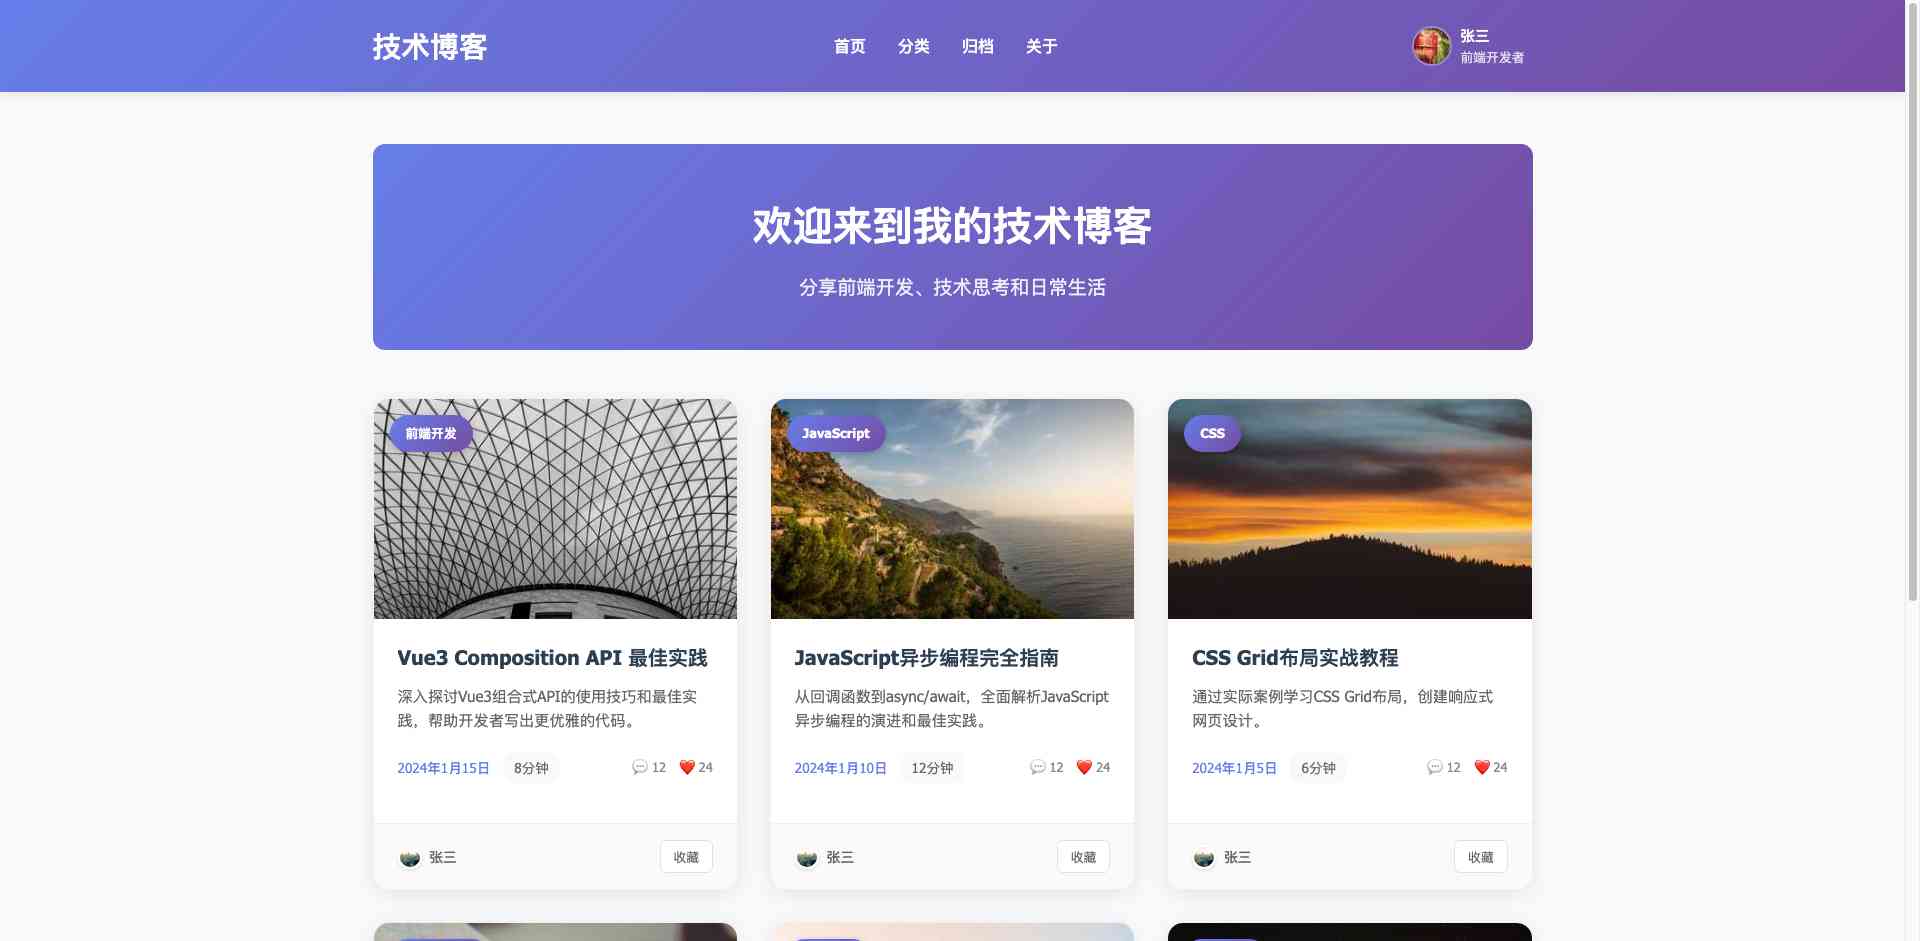 技术博客
首页 分类 归档 关于
张三
前端开发者
欢迎来到我的技术博客
分享前端开发、技术思考和日常生活
前端开发
Vue3 Composition API 最佳实践
深入探讨Vue3组合式API的使用技巧和最佳实
践，帮助开发者写出更优雅的代码。
2024年1月15日 8分钟 12 24
张三 收藏
JavaScript
JavaScript异步编程完全指南
从回调函数到async/await，全面解析JavaScript
异步编程的演进和最佳实践。
2024年1月10日 12分钟 12 24
张三 收藏
CSS
CSS Grid布局实战教程
通过实际案例学习CSS Grid布局，创建响应式
网页设计。
2024年1月5日 6分钟 12 24
张三 收藏